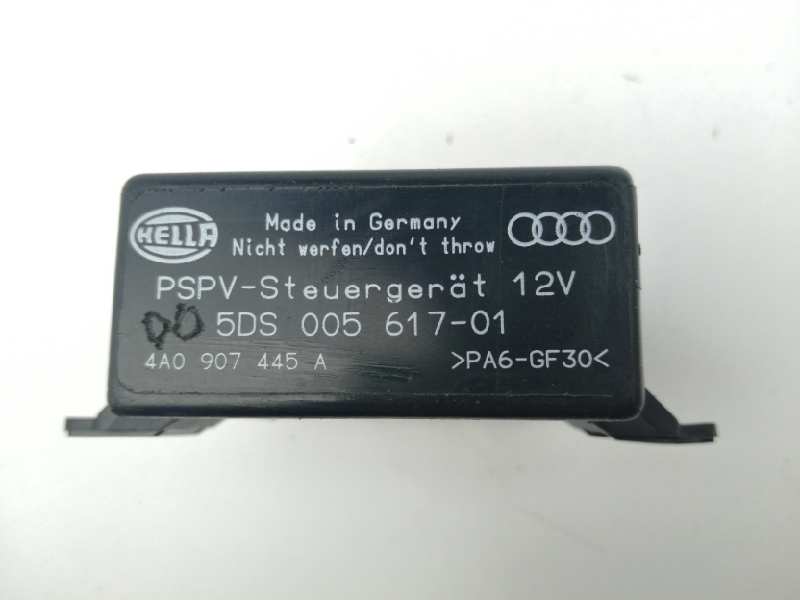 HELLA
Made in Germany
Nicht werfen/don't throw
PSPV-Steuergerät 12V
5DS 005 617-01
4A0 907 445 A >PA6-GF30<